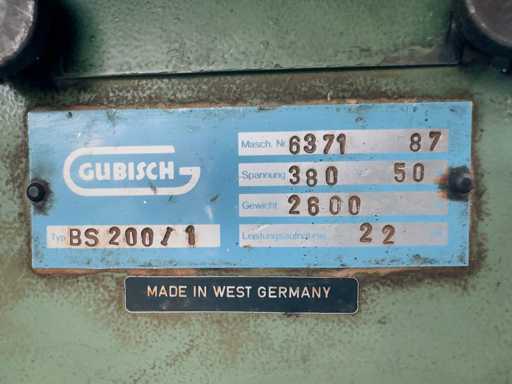 GUBISCH
Masch. Nr. 6371 87
Spannung 380 50
Gewicht 2600
Typ BS 200/1
Leistungsaufnahme 22
MADE IN WEST GERMANY